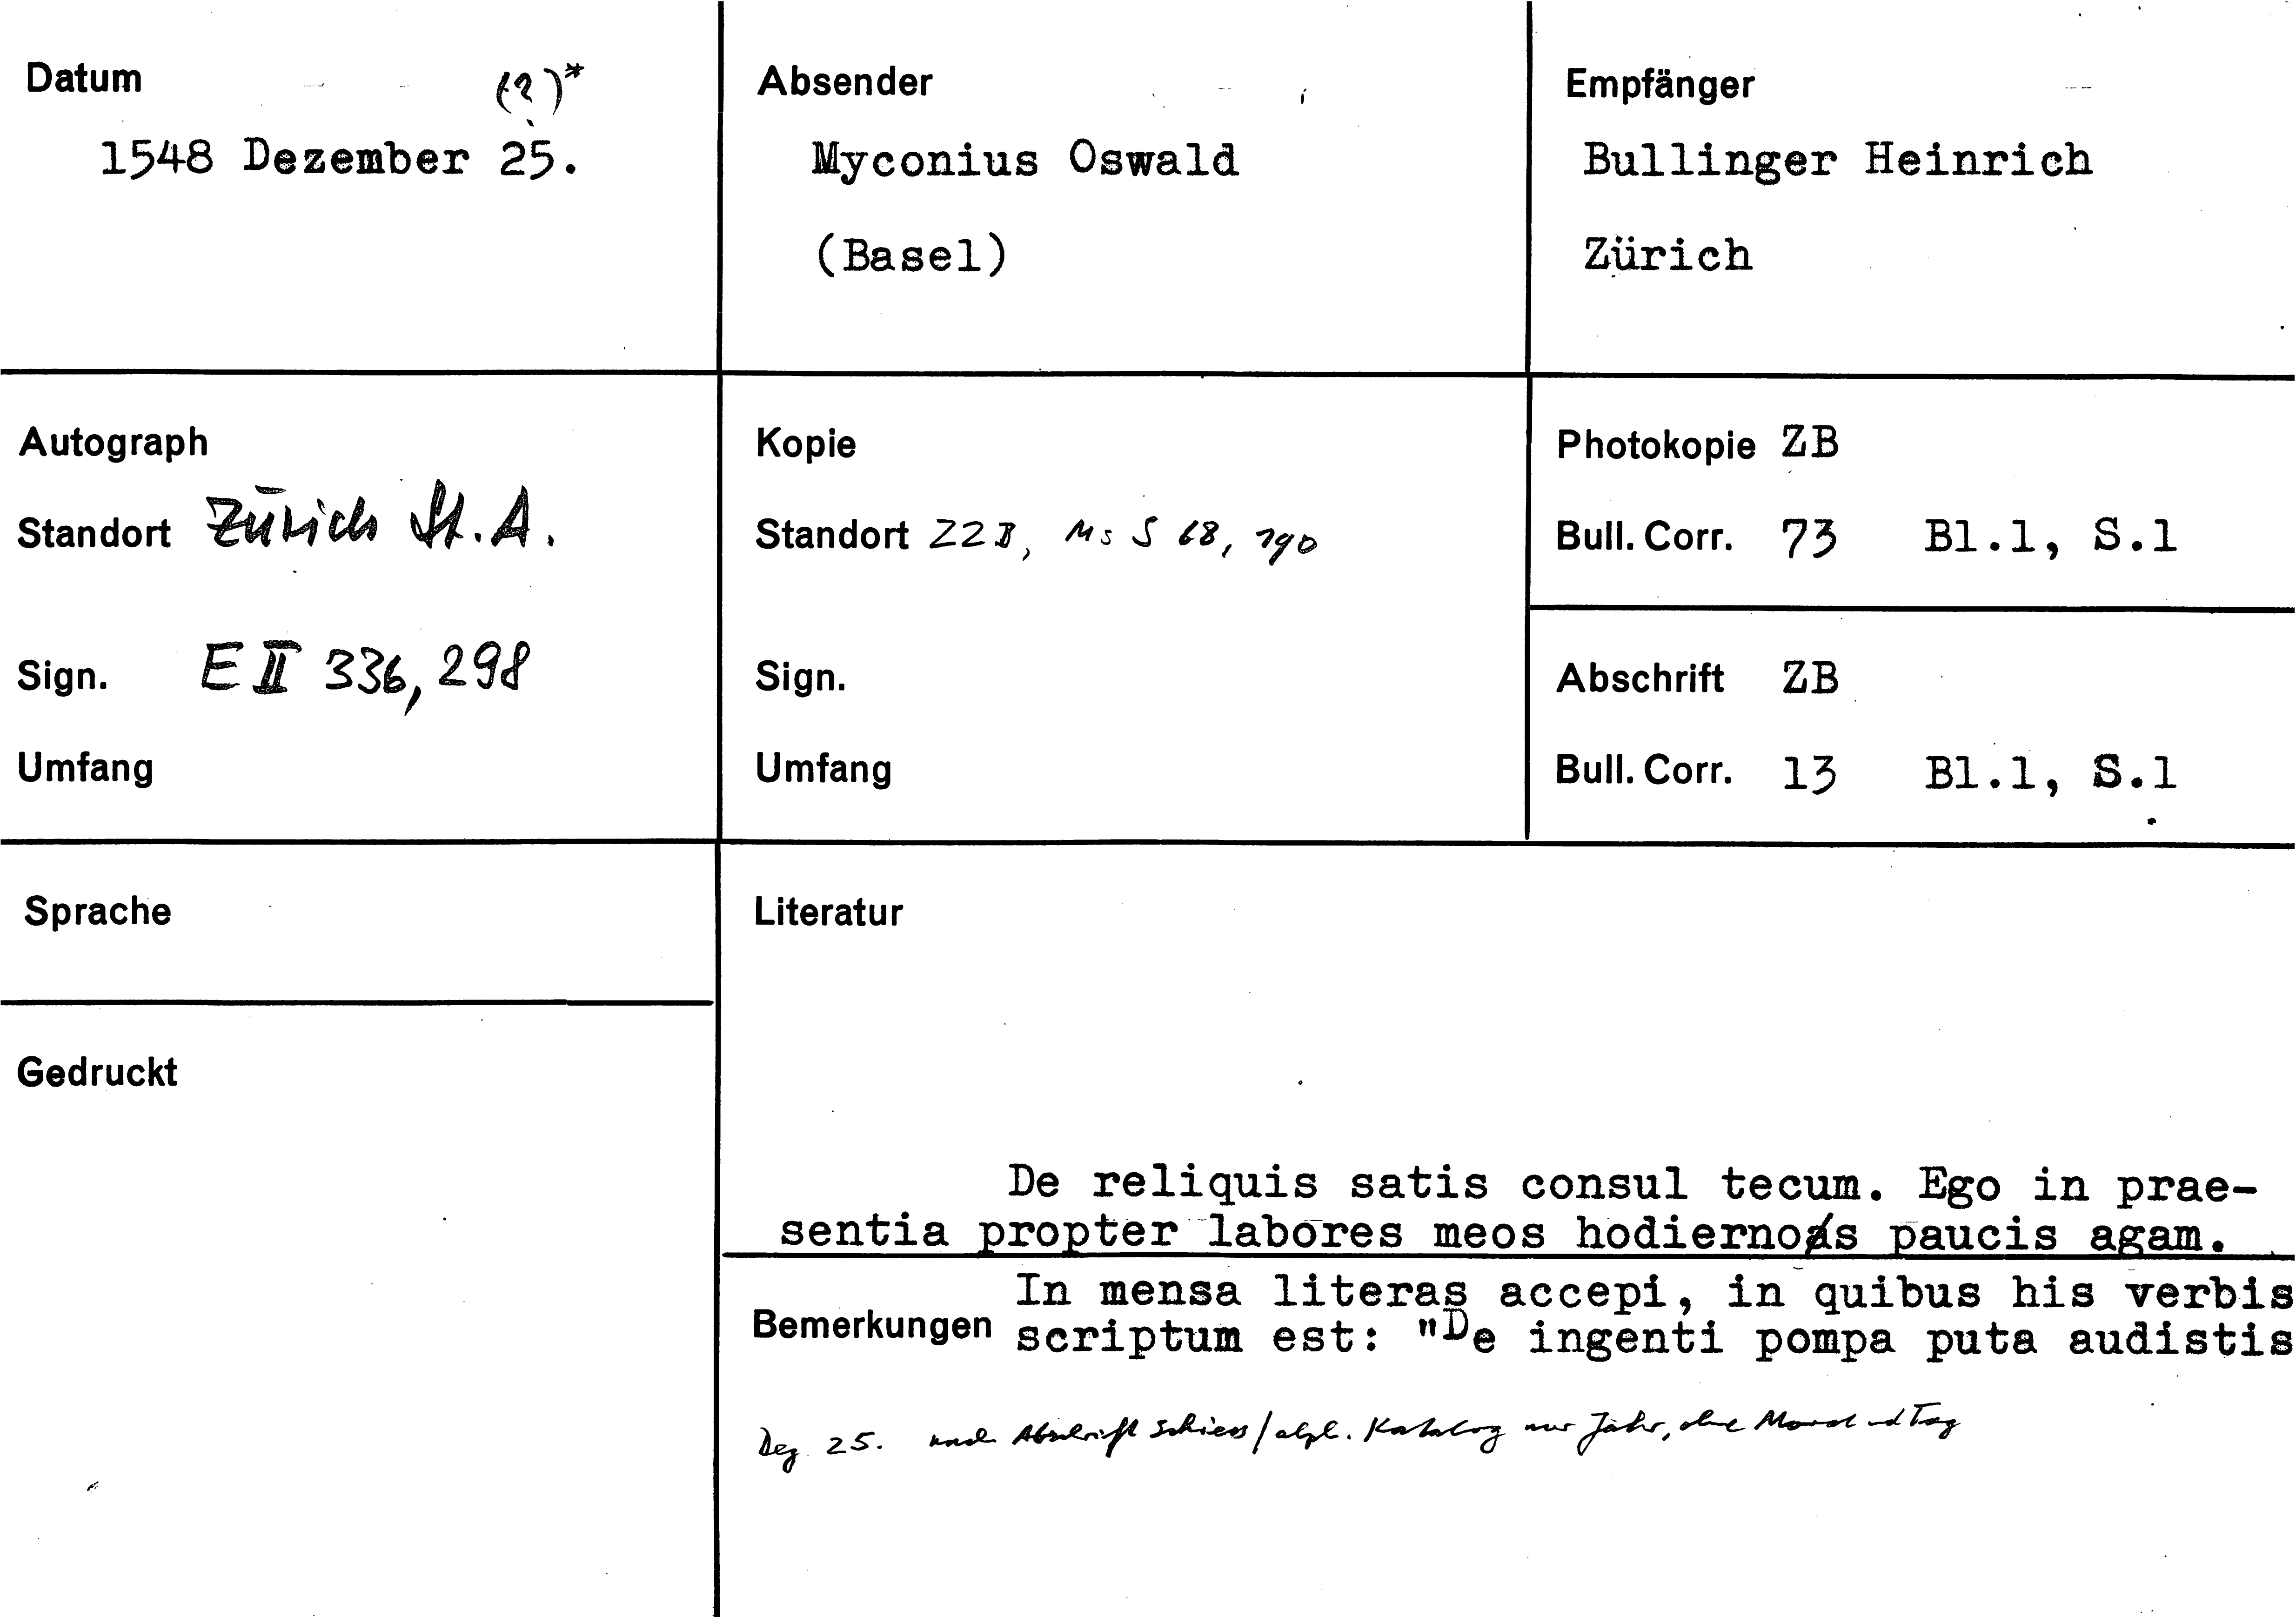 Datum (?)*
1548 Dezember 25.
Absender
Myconius Oswald
(Basel)
Empfänger
Bullinger Heinrich
Zürich
Autograph
Standort Zürich St.A.
Sign. E II 336, 298
Umfang
Kopie
Standort ZZB, Ms S 68, 190
Sign.
Umfang
Photokopie ZB
Bull. Corr. 73 Bl.1, S.1
Abschrift ZB
Bull. Corr. 13 Bl.1, S.1
Sprache
Gedruckt
Literatur
De reliquis satis consul tecum. Ego in prae-
sentia propter labores meos hodiernos paucis agam.
In mensa literas accepi, in quibus his verbis
Bemerkungen scriptum est: "De ingenti pompa puta audistis
Dez 25. nach Abschrift Schiess / alph. Katalog nur Jahr, ohne Monat und Tag